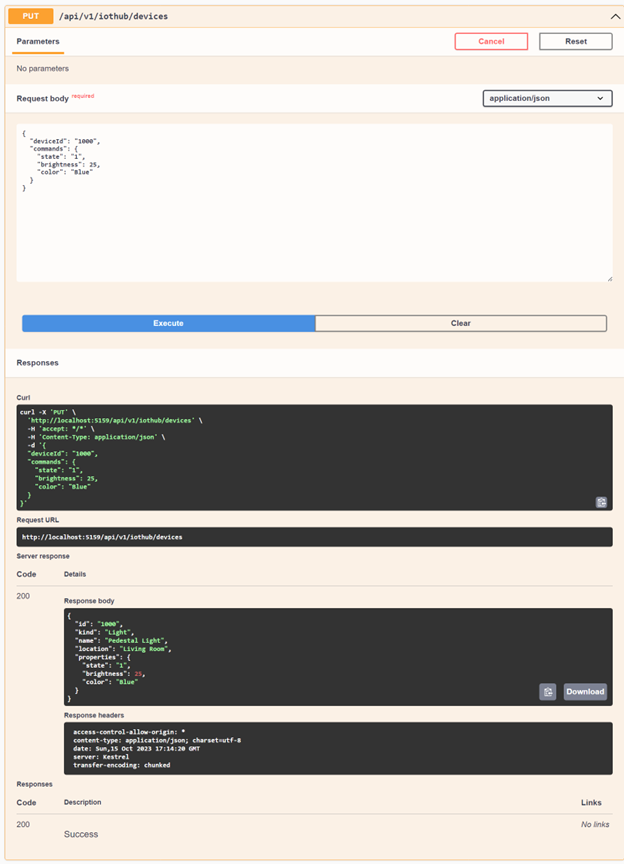 PUT /api/v1/iothub/devices
Parameters Cancel Reset
No parameters
Request body required application/json
{
"deviceId": "1000",
"commands": {
"state": "1",
"brightness": 25,
"color": "Blue"
}
}
Execute Clear
Responses
Curl
curl -X 'PUT' \
'http://localhost:5159/api/v1/iothub/devices' \
-H 'accept: */*' \
-H 'Content-Type: application/json' \
-d '{
"deviceId": "1000",
"commands": {
"state": "1",
"brightness": 25,
"color": "Blue"
}
}'
Request URL
http://localhost:5159/api/v1/iothub/devices
Server response
Code Details
200
Response body
{
"id": "1000",
"kind": "Light",
"name": "Pedestal Light",
"location": "Living Room",
"properties": {
"state": "1",
"brightness": 25,
"color": "Blue"
}
}
Download
Response headers
access-control-allow-origin: *
content-type: application/json; charset=utf-8
date: Sun,15 Oct 2023 17:14:20 GMT
server: Kestrel
transfer-encoding: chunked
Responses
Code Description Links
200 No links
Success